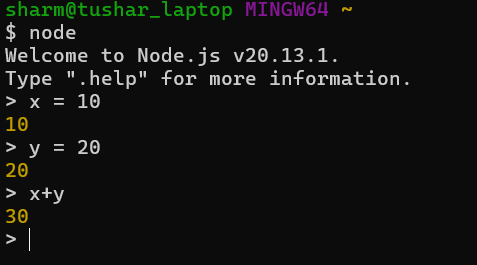 sharm@tushar_laptop MINGW64 ~
$ node
Welcome to Node.js v20.13.1.
Type ".help" for more information.
> x = 10
10
> y = 20
20
> x+y
30
>